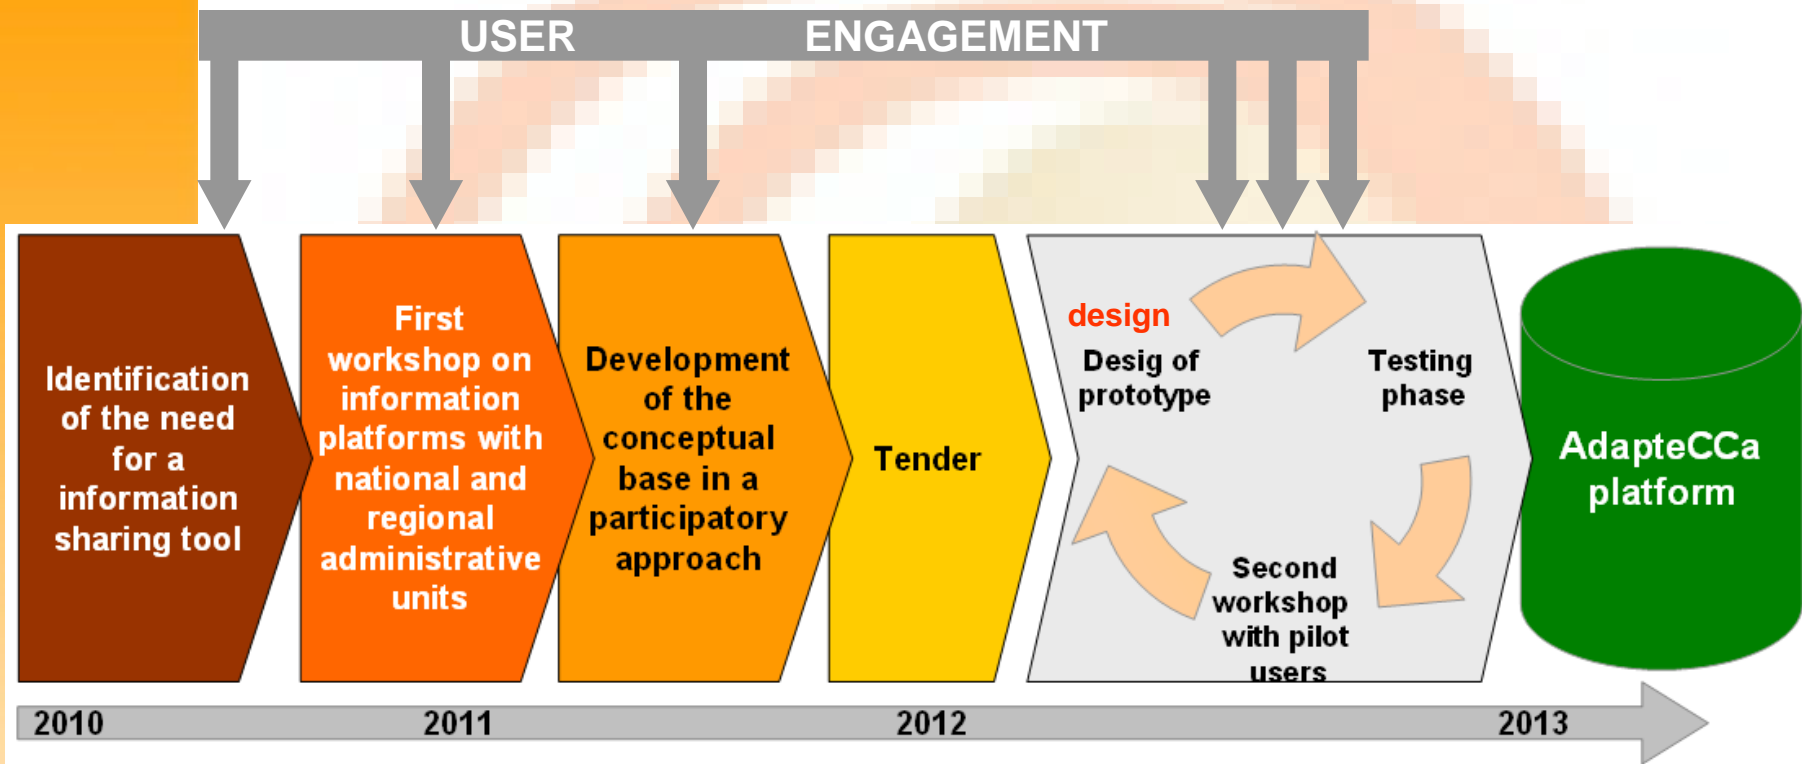 USER ENGAGEMENT
Identification
of the need
for a
information
sharing tool
First
workshop on
information
platforms with
national and
regional
administrative
units
Development
of the
conceptual
base in a
participatory
approach
Tender
design
Desig of
prototype
Testing
phase
Second
workshop
with pilot
users
AdapteCCa
platform
2010 2011 2012 2013